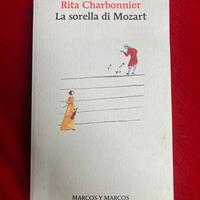 Rita Charbonnier
La sorella di Mozart
MARCOS Y MARCOS